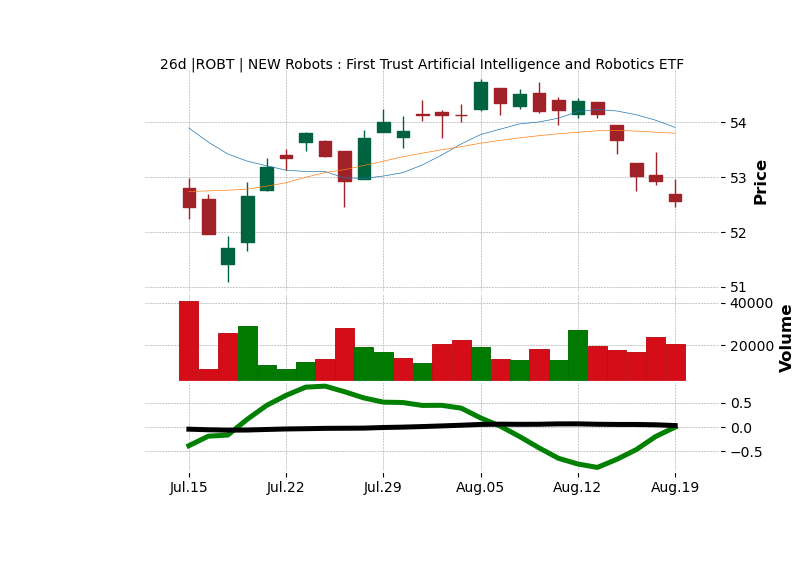 26d |ROBT | NEW Robots : First Trust Artificial Intelligence and Robotics ETF
54
53
52
51
Price
40000
20000
Volume
0.5
0.0
−0.5
Jul.15 Jul.22 Jul.29 Aug.05 Aug.12 Aug.19